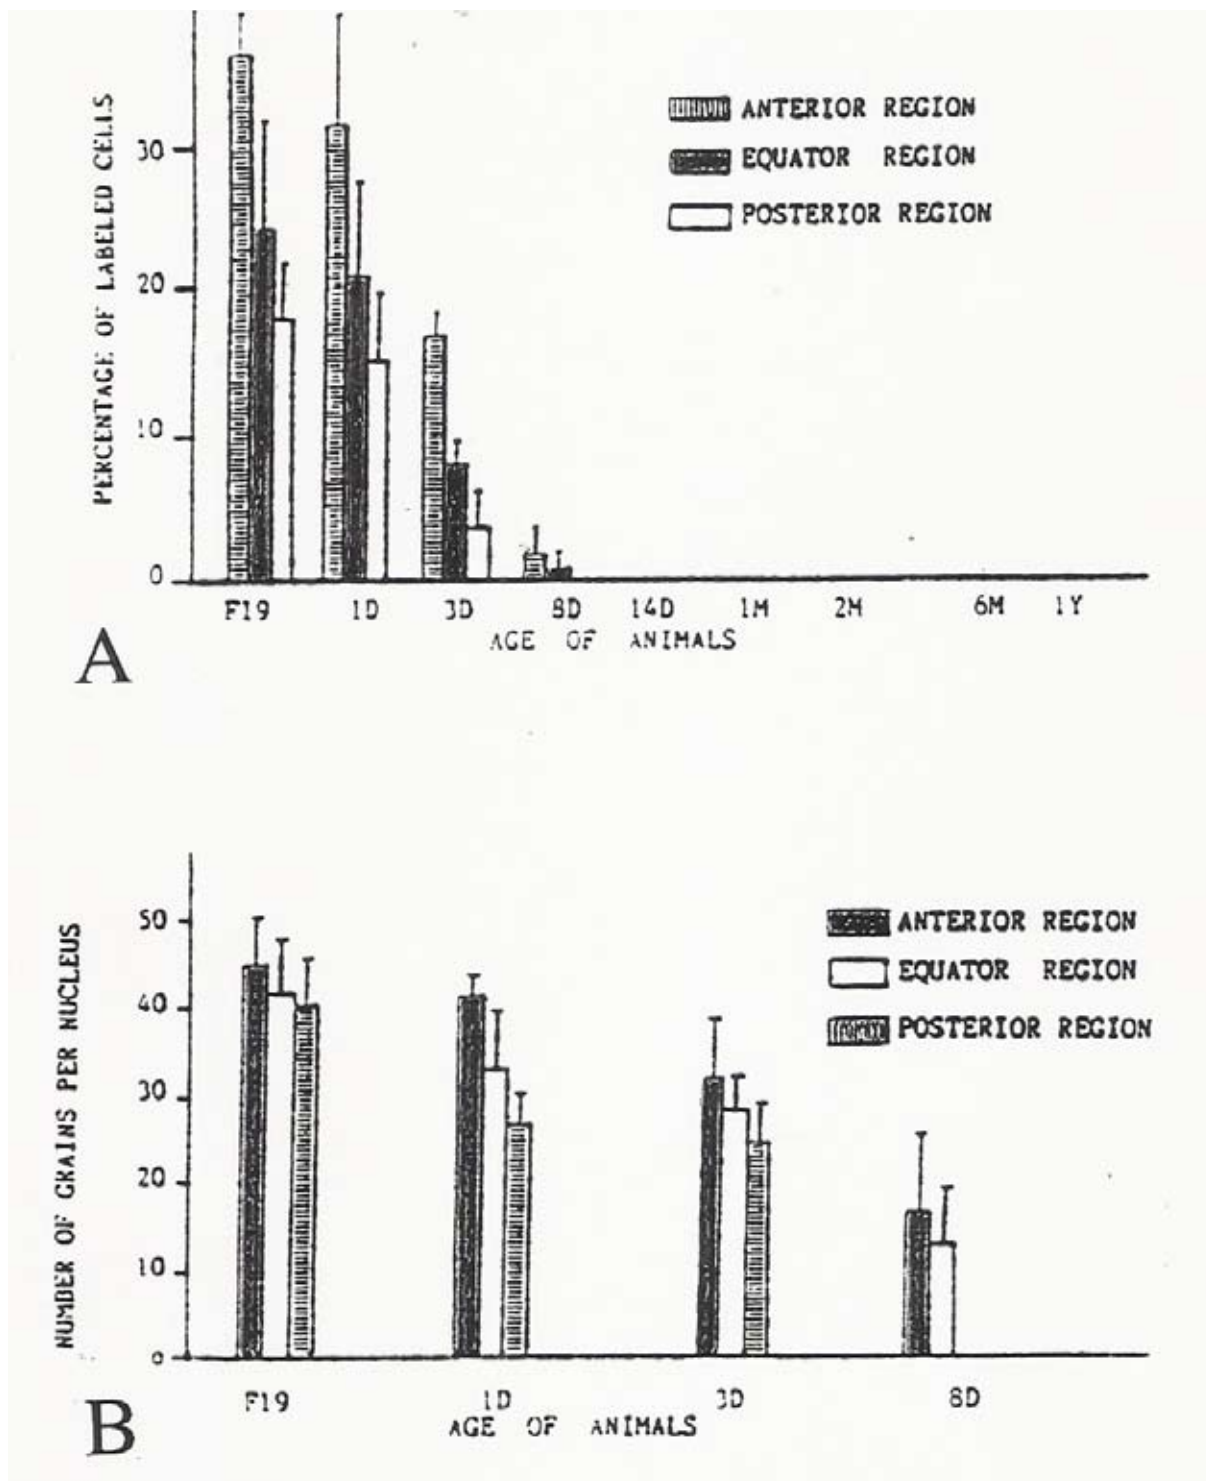 PERCENTAGE OF LABELED CELLS
30
20
10
0
ANTERIOR REGION
EQUATOR REGION
POSTERIOR REGION
F19 1D 3D 8D 14D 1M 2M 6M 1Y
AGE OF ANIMALS
A
NUMBER OF GRAINS PER NUCLEUS
50
40
30
20
10
0
ANTERIOR REGION
EQUATOR REGION
POSTERIOR REGION
F19 1D 3D 8D
AGE OF ANIMALS
B